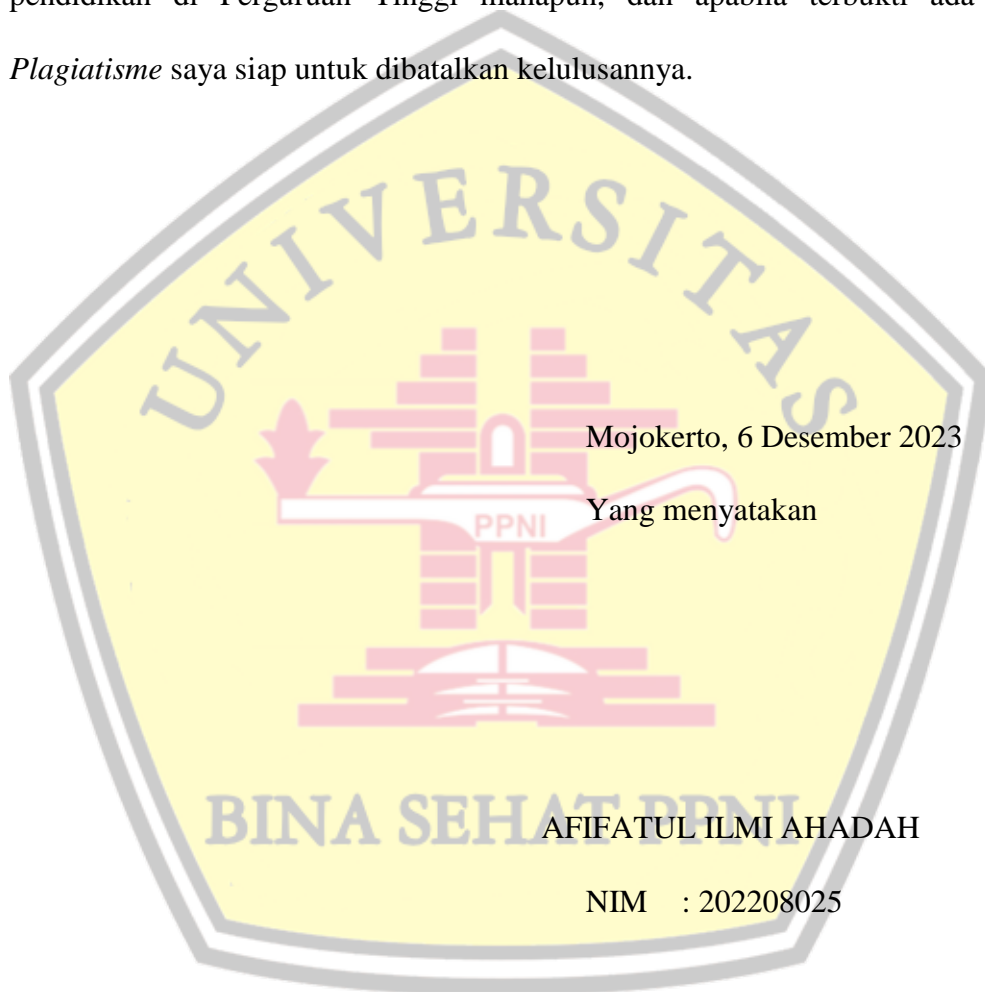 pendidikan di Perguruan Tinggi manapun, dan apabila terbukti ada
Plagiatisme saya siap untuk dibatalkan kelulusannya.
UNIVERSITAS
Mojokerto, 6 Desember 2023
Yang menyatakan
PPNI
BINA SEHAT PPNI
AFIFATUL ILMI AHADAH
NIM : 202208025